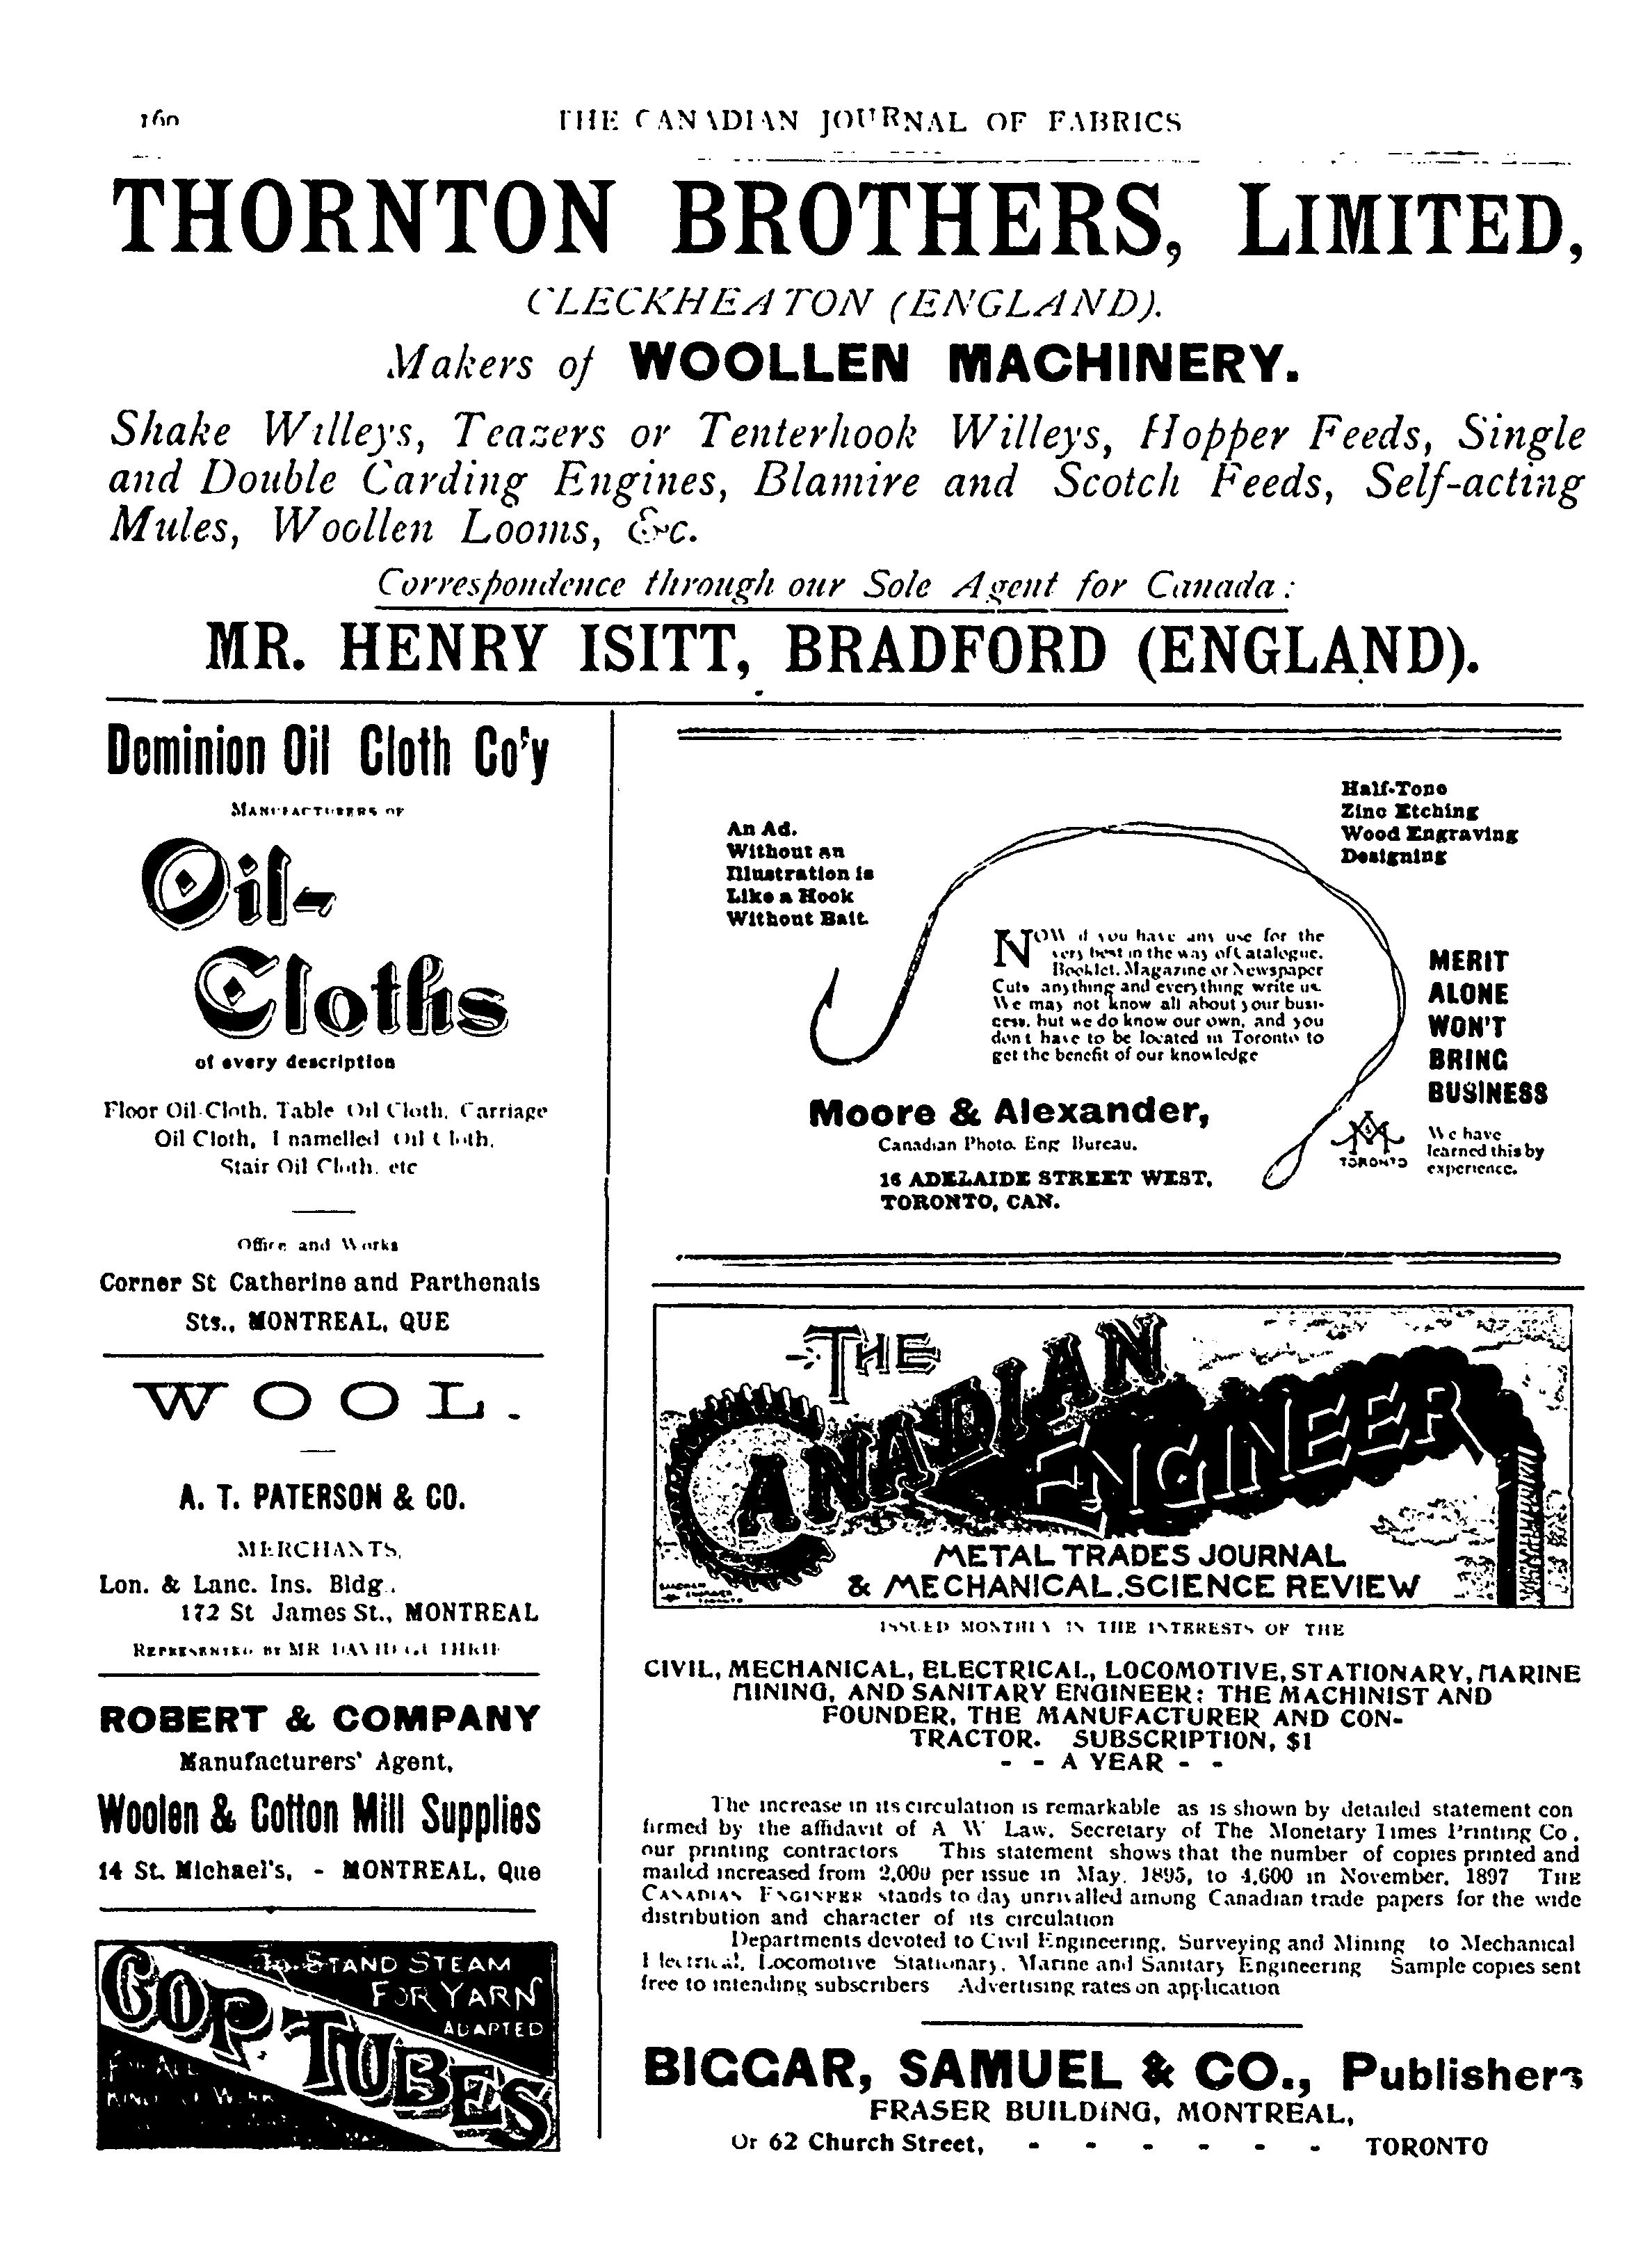 160
THE CANADIAN JOURNAL OF FABRICS
THORNTON BROTHERS, LIMITED,
CLECKHEATON (ENGLAND).
Makers of WOOLLEN MACHINERY.
Shake Willeys, Teazers or Tenterhook Willeys, Hopper Feeds, Single
and Double Carding Engines, Blamire and Scotch Feeds, Self-acting
Mules, Woollen Looms, &c.
Correspondence through our Sole Agent for Canada:
MR. HENRY ISITT, BRADFORD (ENGLAND).
Dominion Oil Cloth Co'y
MANUFACTURERS OF
Oil-
Cloths
of every description
Floor Oil-Cloth, Table Oil Cloth, Carriage
Oil Cloth, Enamelled Oil Cloth,
Stair Oil Cloth, etc
Office and Works
Corner St Catherine and Parthenais
Sts., MONTREAL, QUE
WOOL.
A. T. PATERSON & CO.
MERCHANTS,
Lon. & Lanc. Ins. Bldg.,
172 St James St., MONTREAL
REPRESENTED BY MR DAVID GUTHRIE
ROBERT & COMPANY
Manufacturers' Agent,
Woolen & Cotton Mill Supplies
14 St. Michael's, - MONTREAL, Que
To STAND STEAM
FOR YARN
ADAPTED
COP TUBES
FOR ALL
KINDS OF WORK
An Ad.
Without an
Illustration is
Like a Hook
Without Bait.
Half-Tone
Zinc Etching
Wood Engraving
Designing
NOW if you have any use for the
very best in the way of Catalogue,
Booklet, Magazine or Newspaper
Cuts anything and everything write us.
We may not know all about your busi-
cess, but we do know our own, and you
don't have to be located in Toronto to
get the benefit of our knowledge
MERIT
ALONE
WON'T
BRING
BUSINESS
We have
learned this by
experience.
Moore & Alexander,
Canadian Photo. Eng Bureau.
16 ADELAIDE STREET WEST,
TORONTO, CAN.
TORONTO
THE
CANADIAN
ENGINEER
METAL TRADES JOURNAL
& MECHANICAL SCIENCE REVIEW
ISSUED MONTHLY IN THE INTERESTS OF THE
CIVIL, MECHANICAL, ELECTRICAL, LOCOMOTIVE, STATIONARY, MARINE
MINING, AND SANITARY ENGINEER; THE MACHINIST AND
FOUNDER, THE MANUFACTURER AND CON-
TRACTOR. SUBSCRIPTION, $1
- - A YEAR - -
The increase in its circulation is remarkable as is shown by detailed statement con
firmed by the affidavit of A W Law, Secretary of The Monetary Times Printing Co,
our printing contractors This statement shows that the number of copies printed and
mailed increased from 2,000 per issue in May, 1895, to 4,600 in November, 1897 THE
CANADIAN ENGINEER stands to day unrivalled among Canadian trade papers for the wide
distribution and character of its circulation
Departments devoted to Civil Engineering, Surveying and Mining to Mechanical
Electrical, Locomotive Stationary, Marine and Sanitary Engineering Sample copies sent
free to intending subscribers Advertising rates on application
BIGGAR, SAMUEL & CO., Publishers
FRASER BUILDING, MONTREAL,
Or 62 Church Street, - - - - - - TORONTO